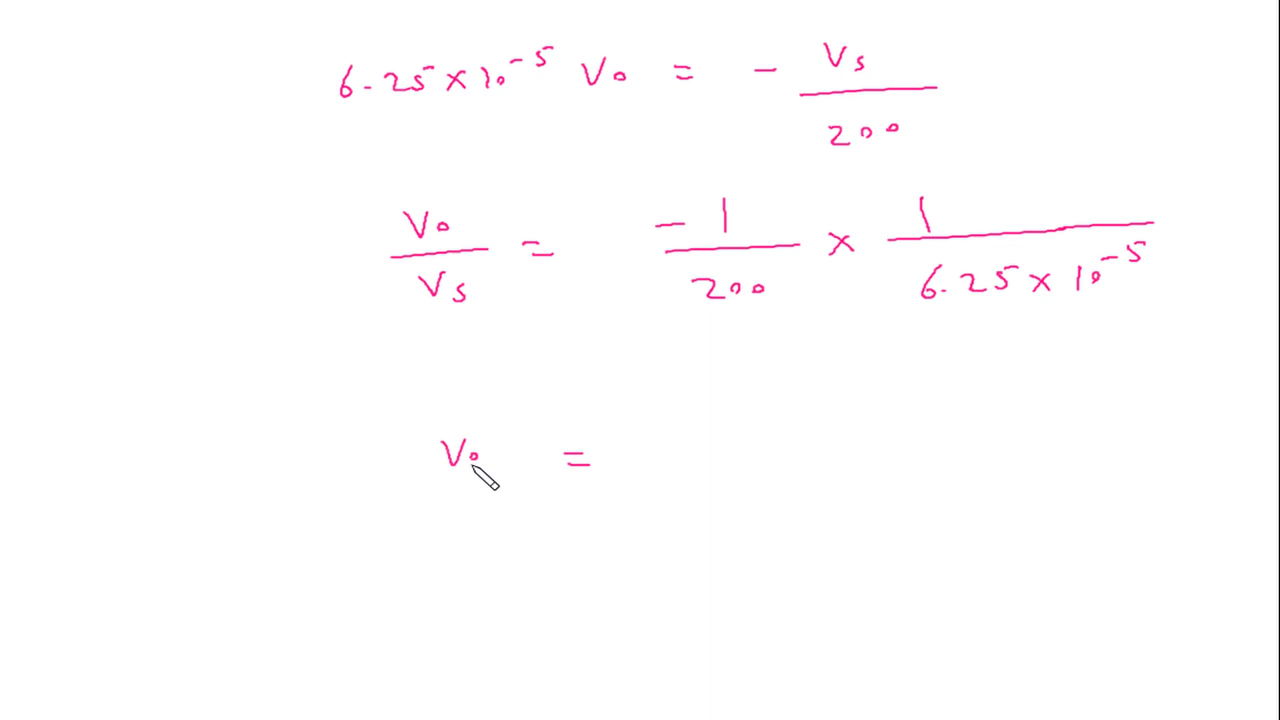 6.25×10⁻⁵ Vo = - Vs/200
Vo/Vs = -1/200 × 1/6.25×10⁻⁵
Vo =